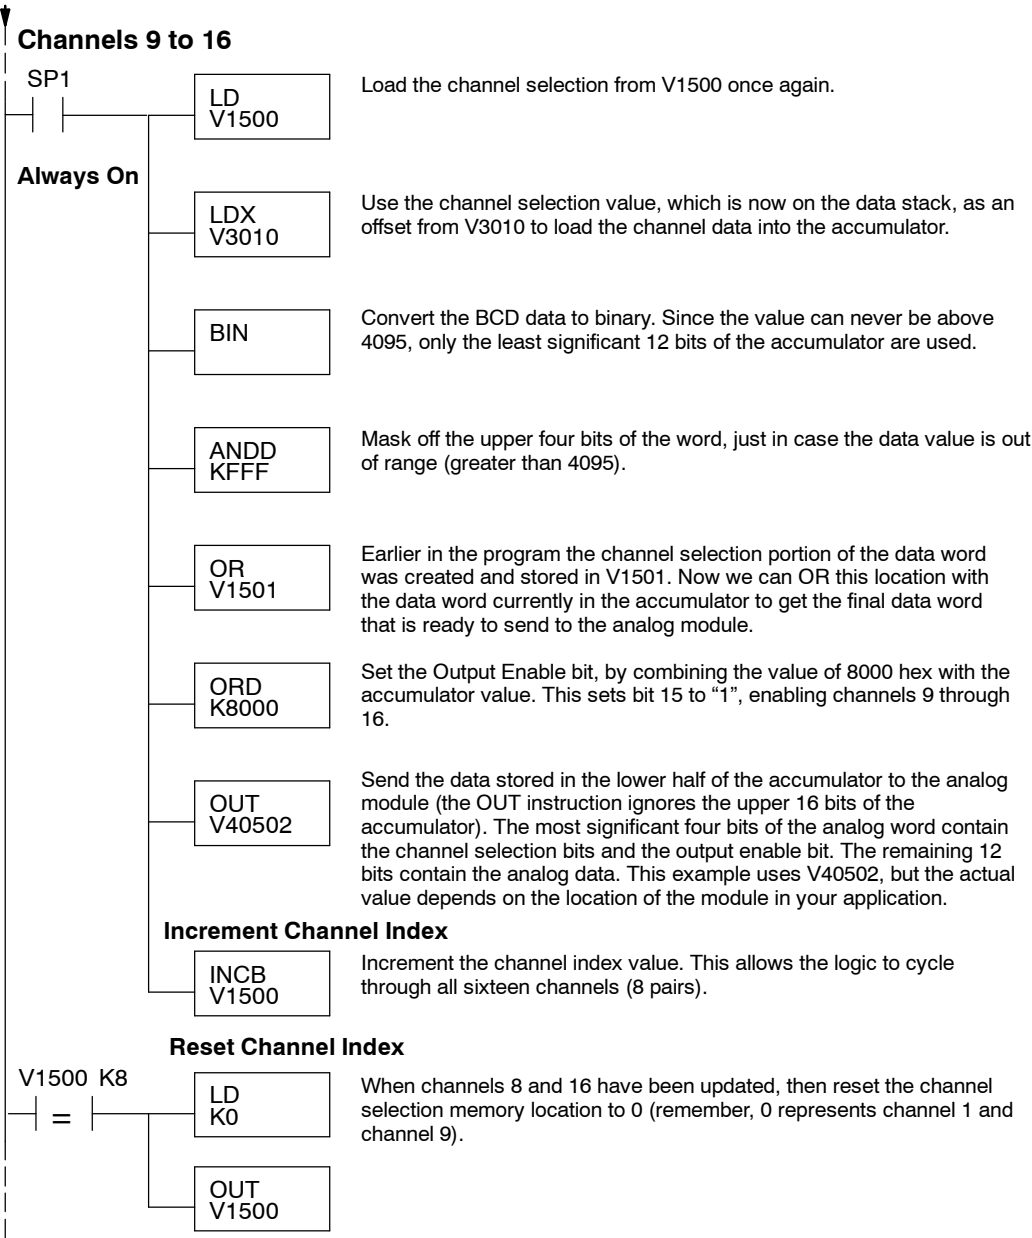 Channels 9 to 16
SP1
LD
V1500
Load the channel selection from V1500 once again.
Always On
LDX
V3010
Use the channel selection value, which is now on the data stack, as an
offset from V3010 to load the channel data into the accumulator.
BIN
Convert the BCD data to binary. Since the value can never be above
4095, only the least significant 12 bits of the accumulator are used.
ANDD
KFFF
Mask off the upper four bits of the word, just in case the data value is out
of range (greater than 4095).
OR
V1501
Earlier in the program the channel selection portion of the data word
was created and stored in V1501. Now we can OR this location with
the data word currently in the accumulator to get the final data word
that is ready to send to the analog module.
ORD
K8000
Set the Output Enable bit, by combining the value of 8000 hex with the
accumulator value. This sets bit 15 to “1”, enabling channels 9 through
16.
OUT
V40502
Send the data stored in the lower half of the accumulator to the analog
module (the OUT instruction ignores the upper 16 bits of the
accumulator). The most significant four bits of the analog word contain
the channel selection bits and the output enable bit. The remaining 12
bits contain the analog data. This example uses V40502, but the actual
value depends on the location of the module in your application.
Increment Channel Index
INCB
V1500
Increment the channel index value. This allows the logic to cycle
through all sixteen channels (8 pairs).
Reset Channel Index
V1500 K8
=
LD
K0
When channels 8 and 16 have been updated, then reset the channel
selection memory location to 0 (remember, 0 represents channel 1 and
channel 9).
OUT
V1500